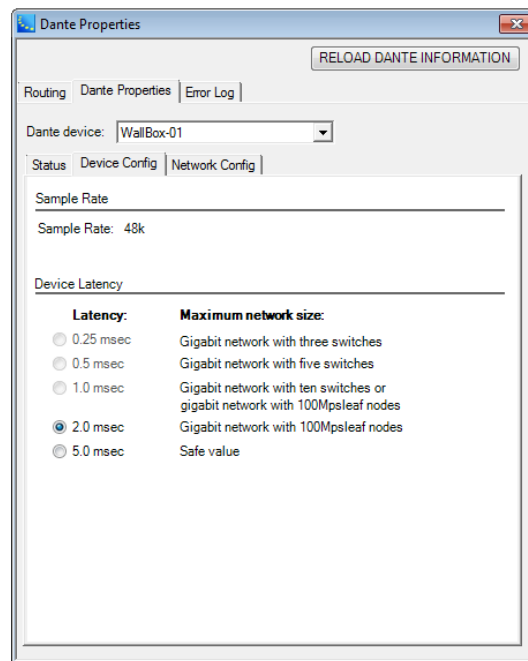 Dante Properties
RELOAD DANTE INFORMATION
Routing Dante Properties Error Log
Dante device: WallBox-01
Status Device Config Network Config
Sample Rate
Sample Rate: 48k
Device Latency
Latency: Maximum network size:
0.25 msec Gigabit network with three switches
0.5 msec Gigabit network with five switches
1.0 msec Gigabit network with ten switches or
gigabit network with 100Mpsleaf nodes
2.0 msec Gigabit network with 100Mpsleaf nodes
5.0 msec Safe value